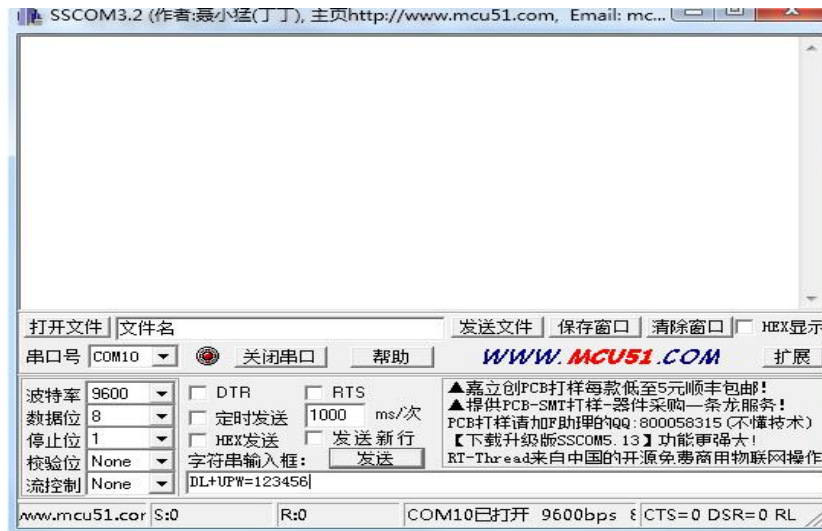 SSCOM3.2 (作者:聂小猛(丁丁), 主页http://www.mcu51.com, Email: mc...
打开文件 文件名 发送文件 保存窗口 清除窗口 HEX显示
串口号 COM10 关闭串口 帮助 WWW.MCU51.COM 扩展
波特率 9600 DTR RTS
数据位 8 定时发送 1000 ms/次
停止位 1 HEX发送 发送新行
校验位 None 字符串输入框: 发送
流控制 None DL+UPW=123456
▲嘉立创PCB打样每款低至5元顺丰包邮!
▲提供PCB-SMT打样-器件采购一条龙服务!
PCB打样请加F助理的QQ:800058315(不懂技术)
【下载升级版SSCOM5.13】功能更强大!
RT-Thread来自中国的开源免费商用物联网操作
www.mcu51.cor S:0 R:0 COM10已打开 9600bps 8 CTS=0 DSR=0 RL